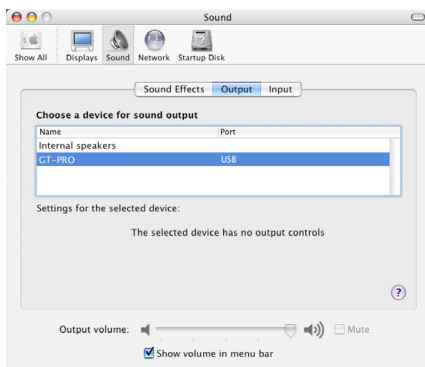 Sound
Show All Displays Sound Network Startup Disk
Sound Effects Output Input
Choose a device for sound output
Name Port
Internal speakers
GT-PRO USB
Settings for the selected device:
The selected device has no output controls
?
Output volume: Mute
Show volume in menu bar